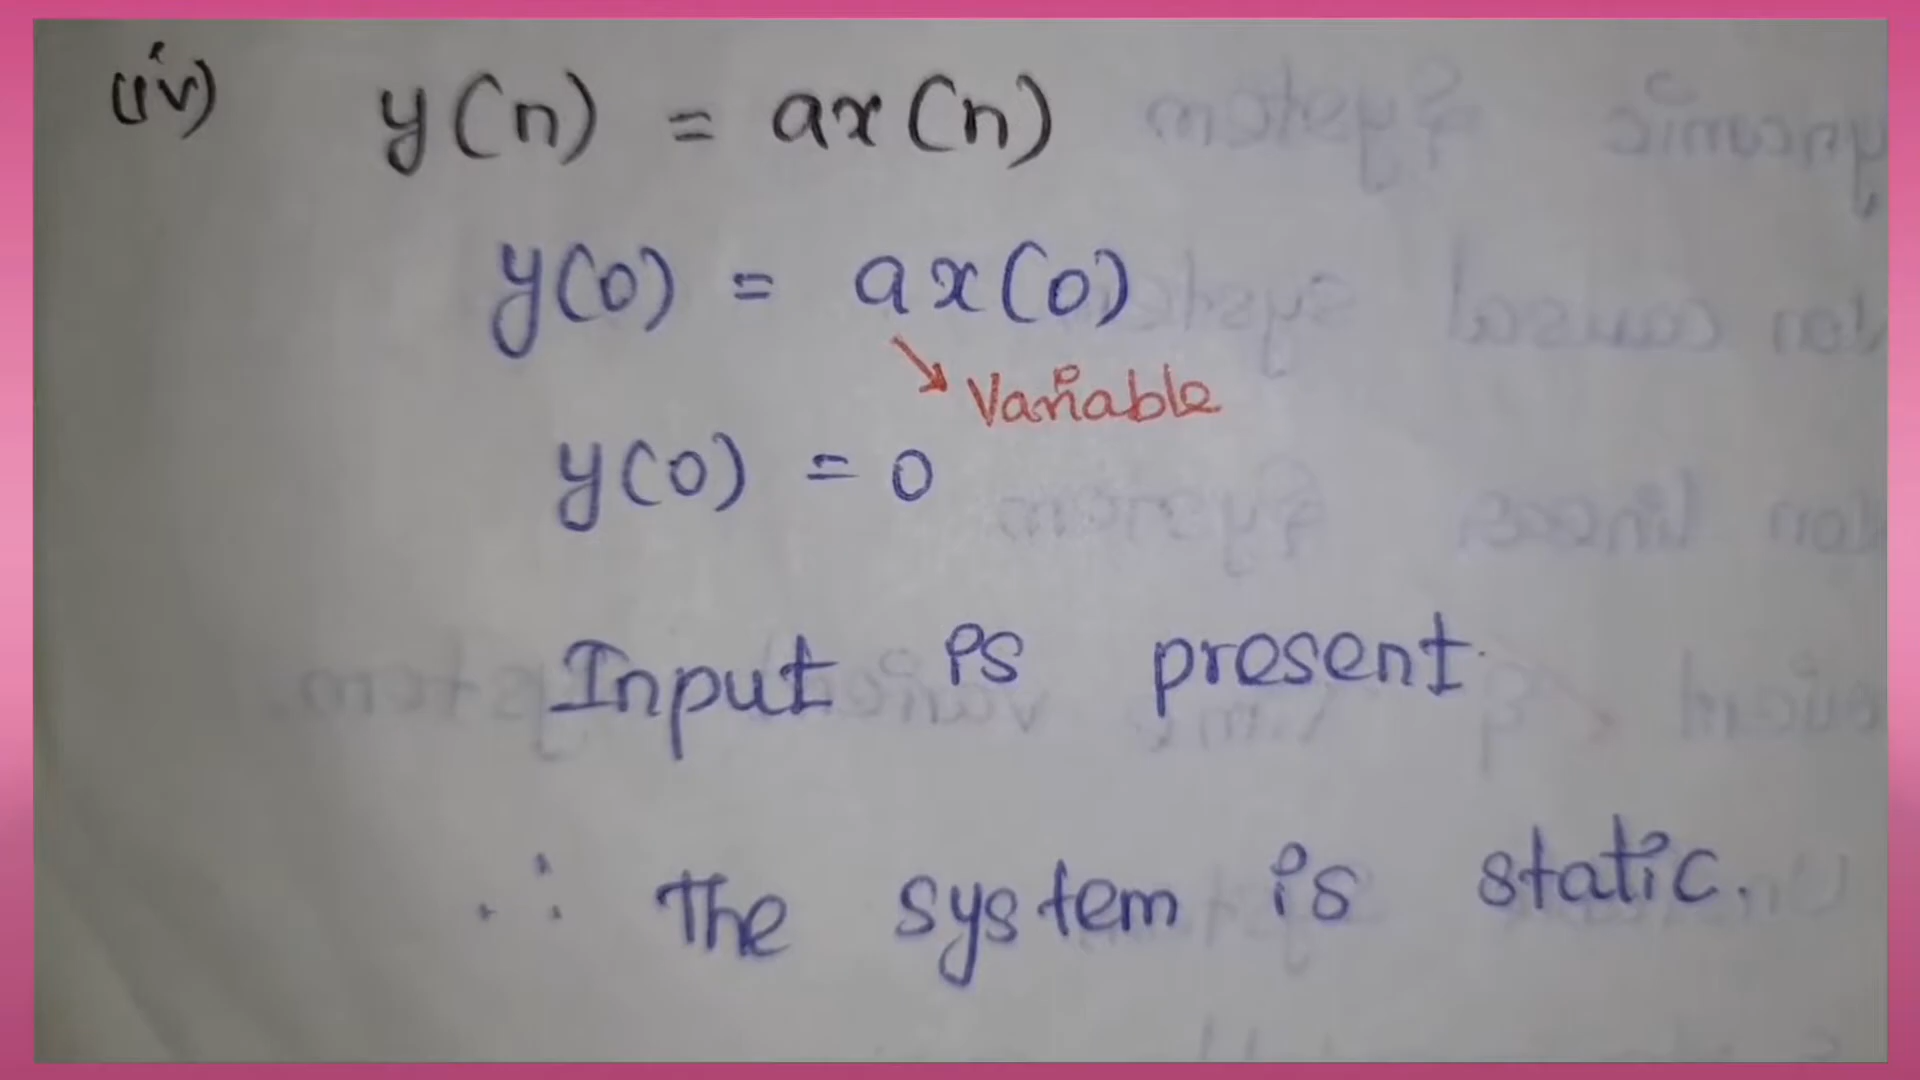 (iv) y(n) = ax(n)
y(0) = ax(0)
Variable
y(0) = 0
Input is present.
∴ The system is static.